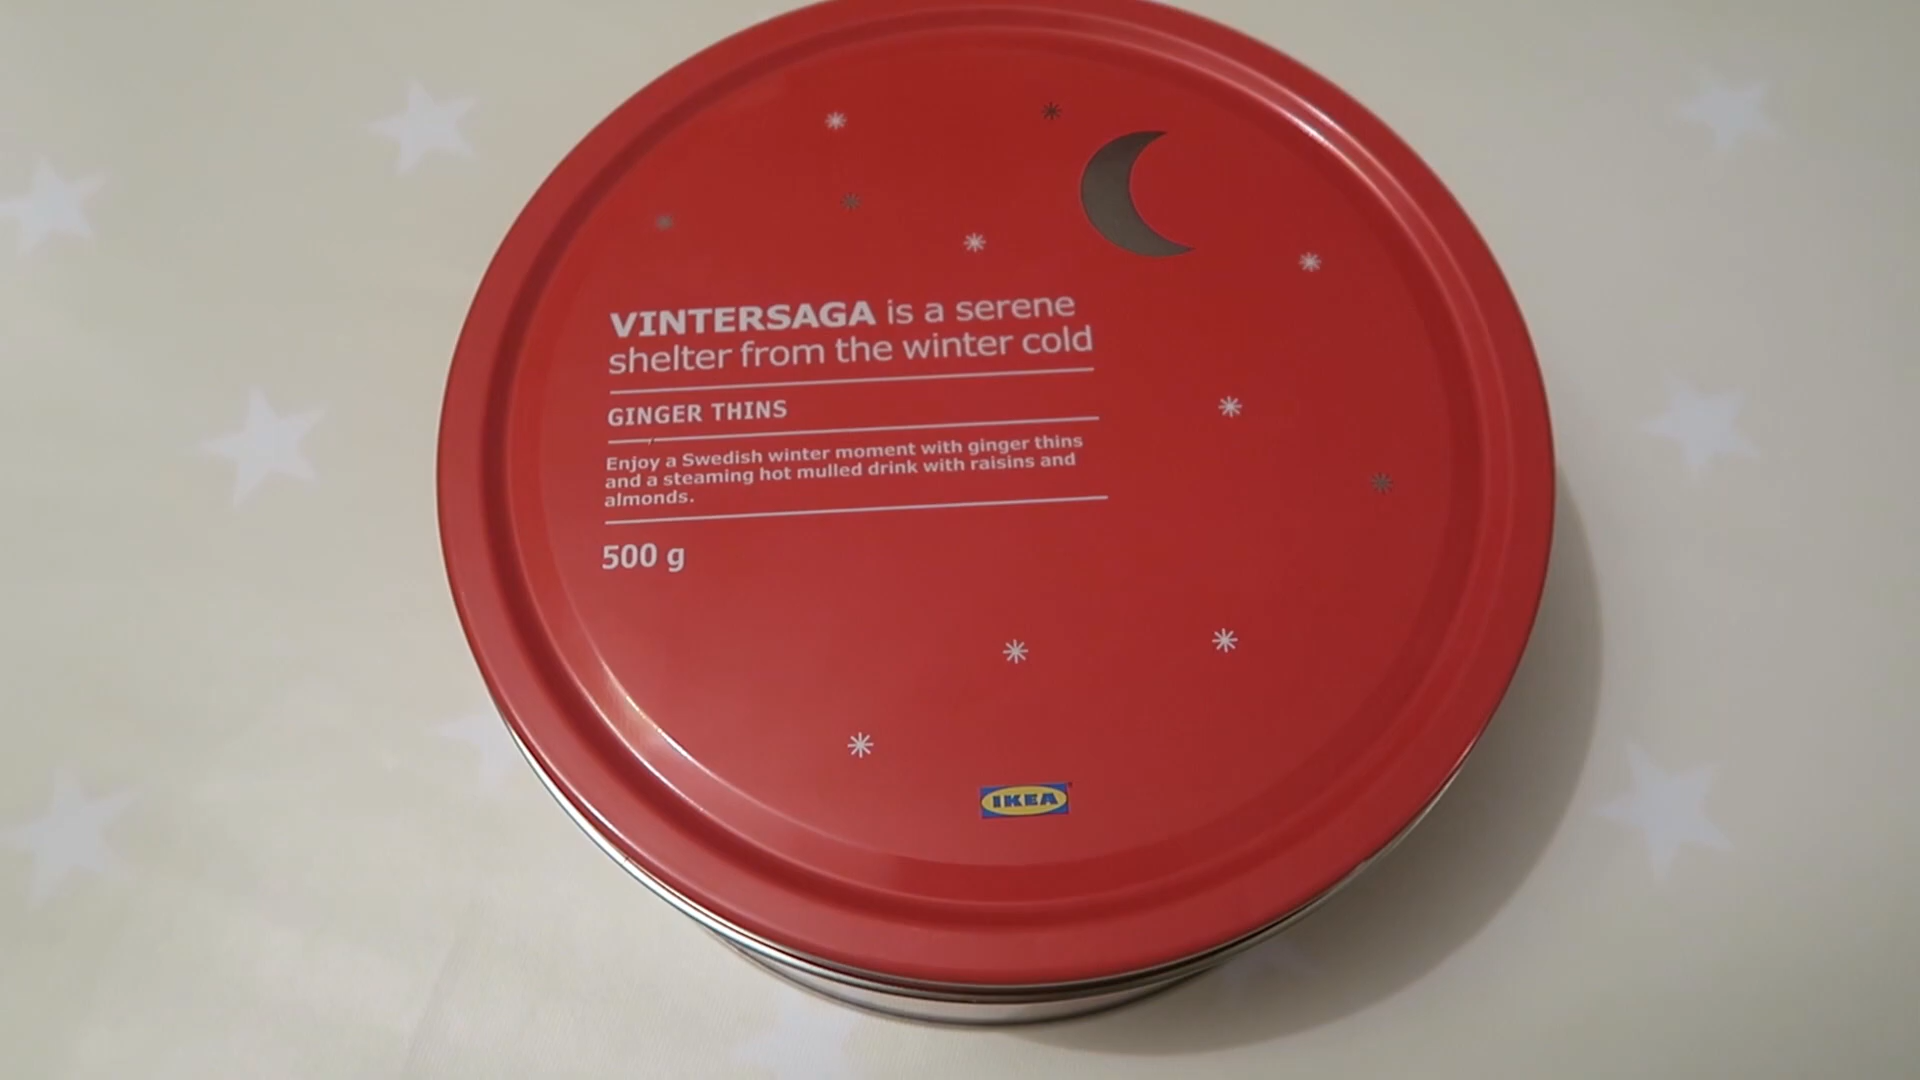 VINTERSAGA is a serene
shelter from the winter cold
GINGER THINS
Enjoy a Swedish winter moment with ginger thins
and a steaming hot mulled drink with raisins and
almonds.
500 g
IKEA